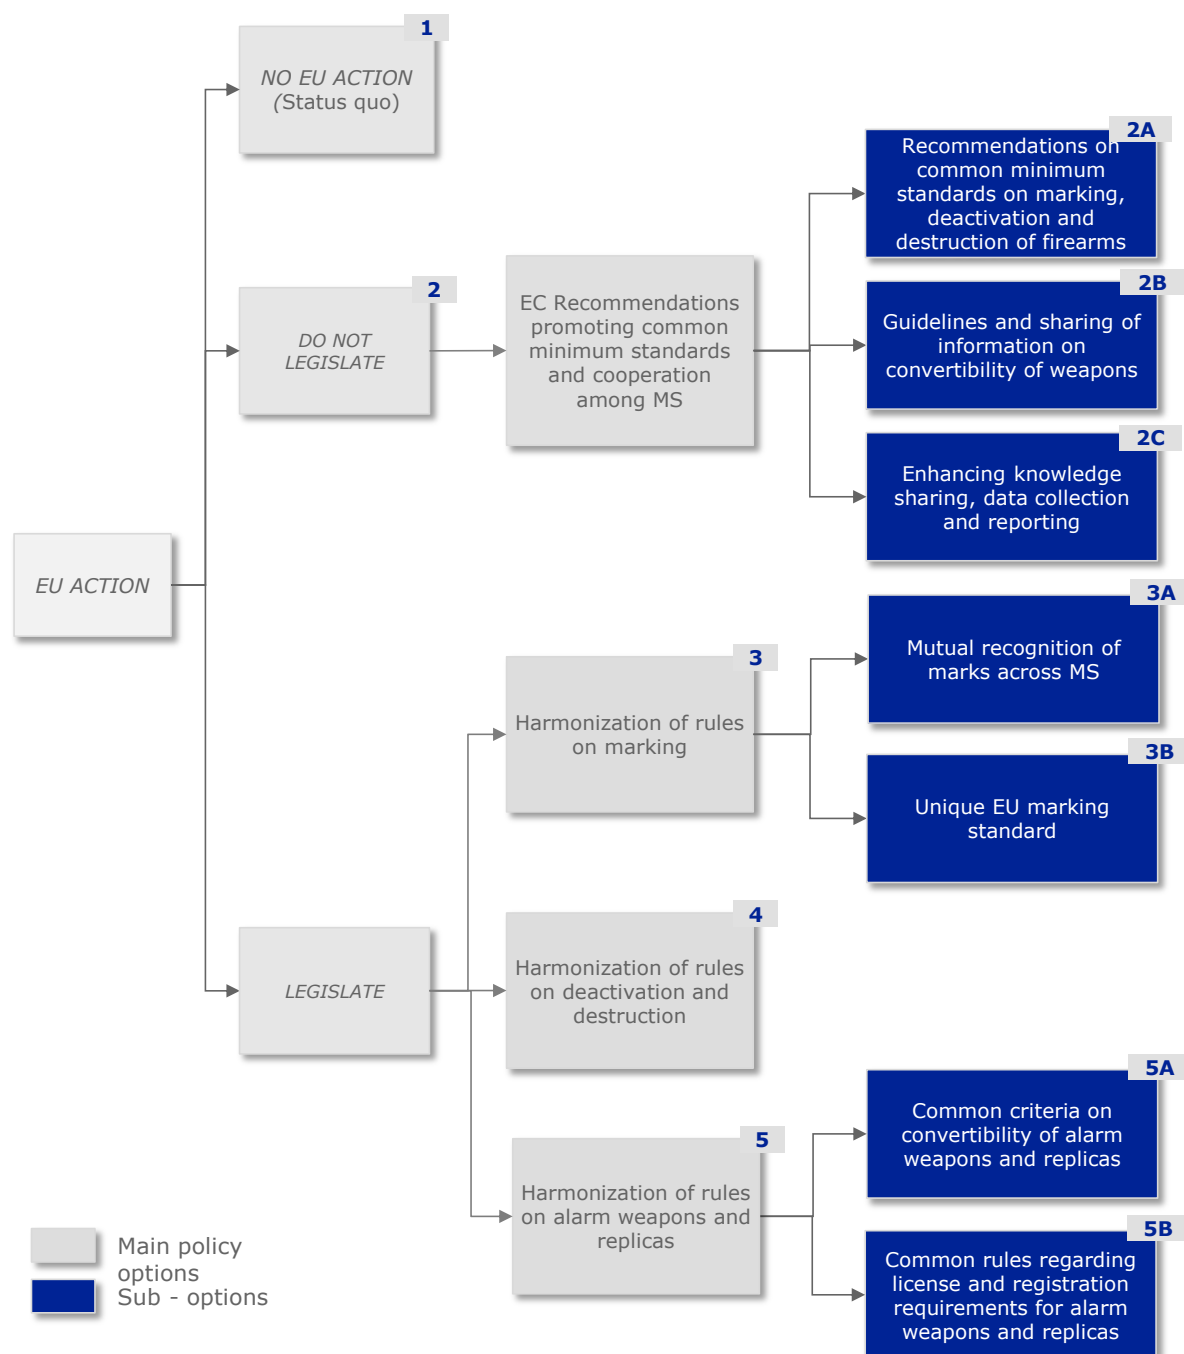 1
NO EU ACTION
(Status quo)
2A
Recommendations on
common minimum
standards on marking,
deactivation and
destruction of firearms
2
DO NOT
LEGISLATE
EC Recommendations
promoting common
minimum standards
and cooperation
among MS
2B
Guidelines and sharing of
information on
convertibility of weapons
2C
Enhancing knowledge
sharing, data collection
and reporting
EU ACTION
3
Harmonization of rules
on marking
3A
Mutual recognition of
marks across MS
3B
Unique EU marking
standard
LEGISLATE
4
Harmonization of rules
on deactivation and
destruction
5
Harmonization of rules
on alarm weapons and
replicas
5A
Common criteria on
convertibility of alarm
weapons and replicas
5B
Common rules regarding
license and registration
requirements for alarm
weapons and replicas
Main policy
options
Sub - options